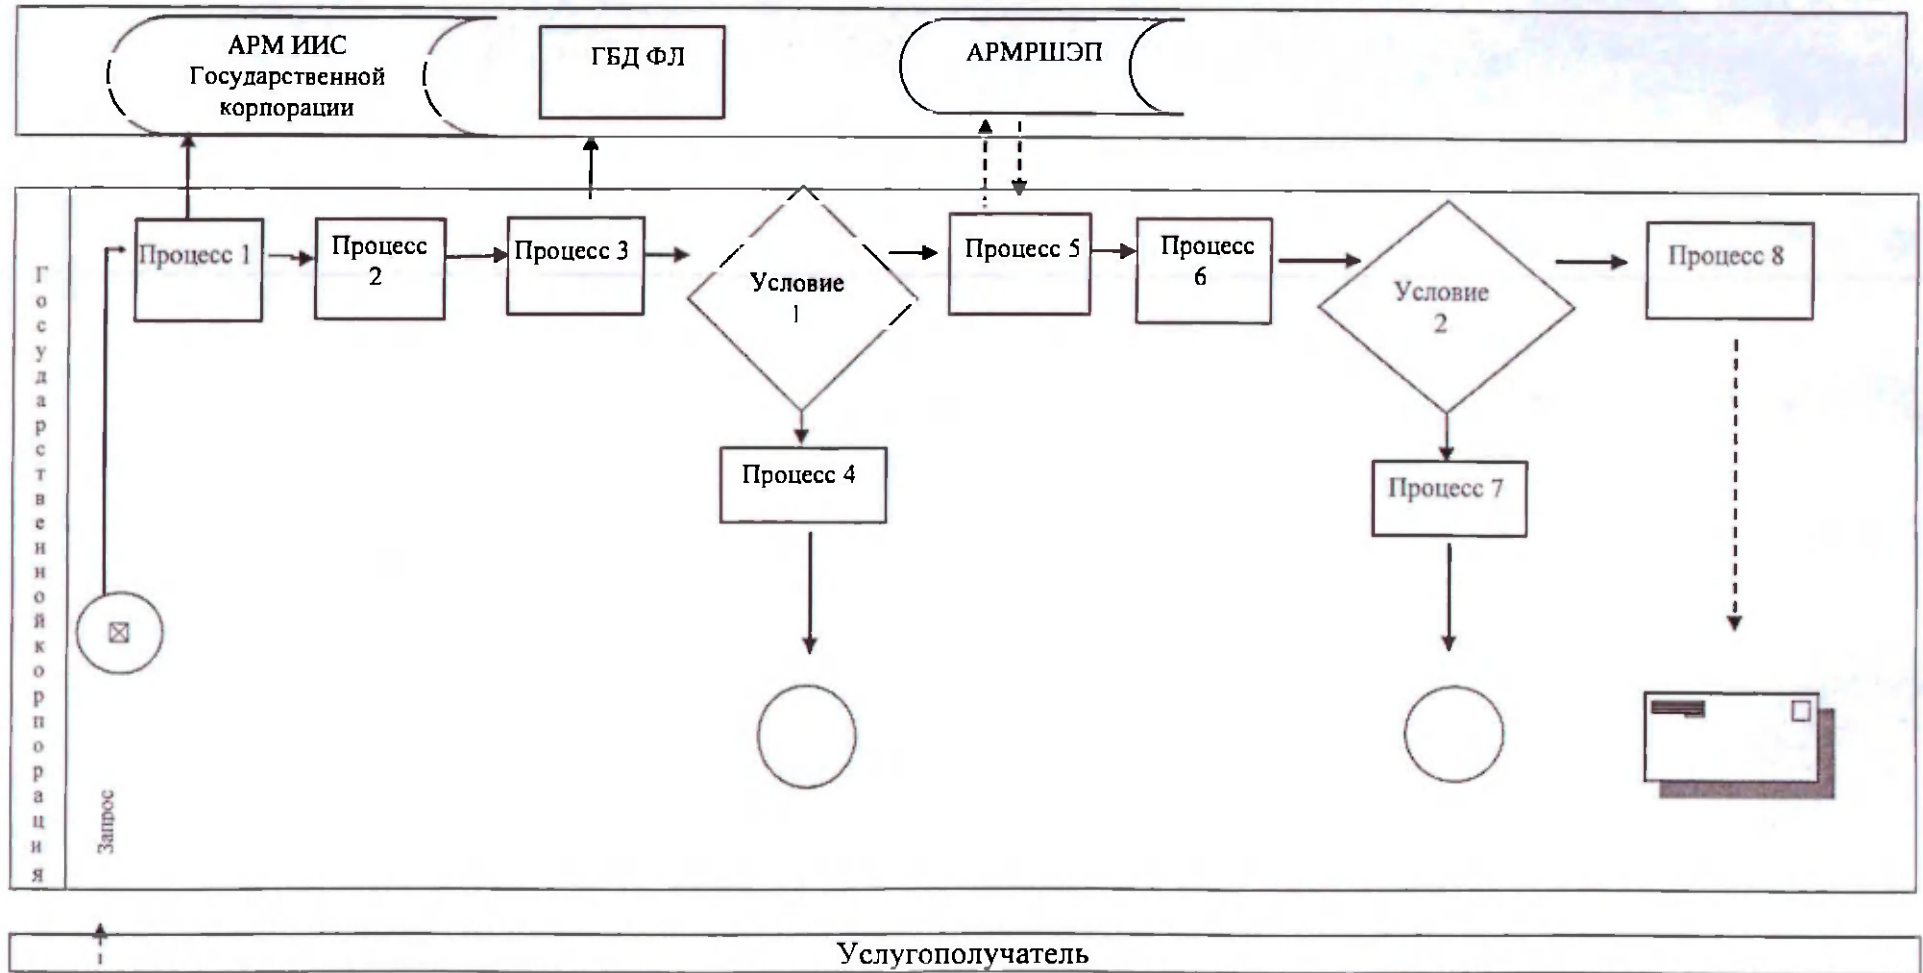 АРМ ИИС
Государственной
корпорации
ГБД ФЛ
АРМРШЭП
Государственнойкорпорация
Процесс 1
Процесс
2
Процесс 3
Условие
1
Процесс 5
Процесс
6
Условие
2
Процесс 8
Процесс 4
Процесс 7
Запрос
Услугополучатель